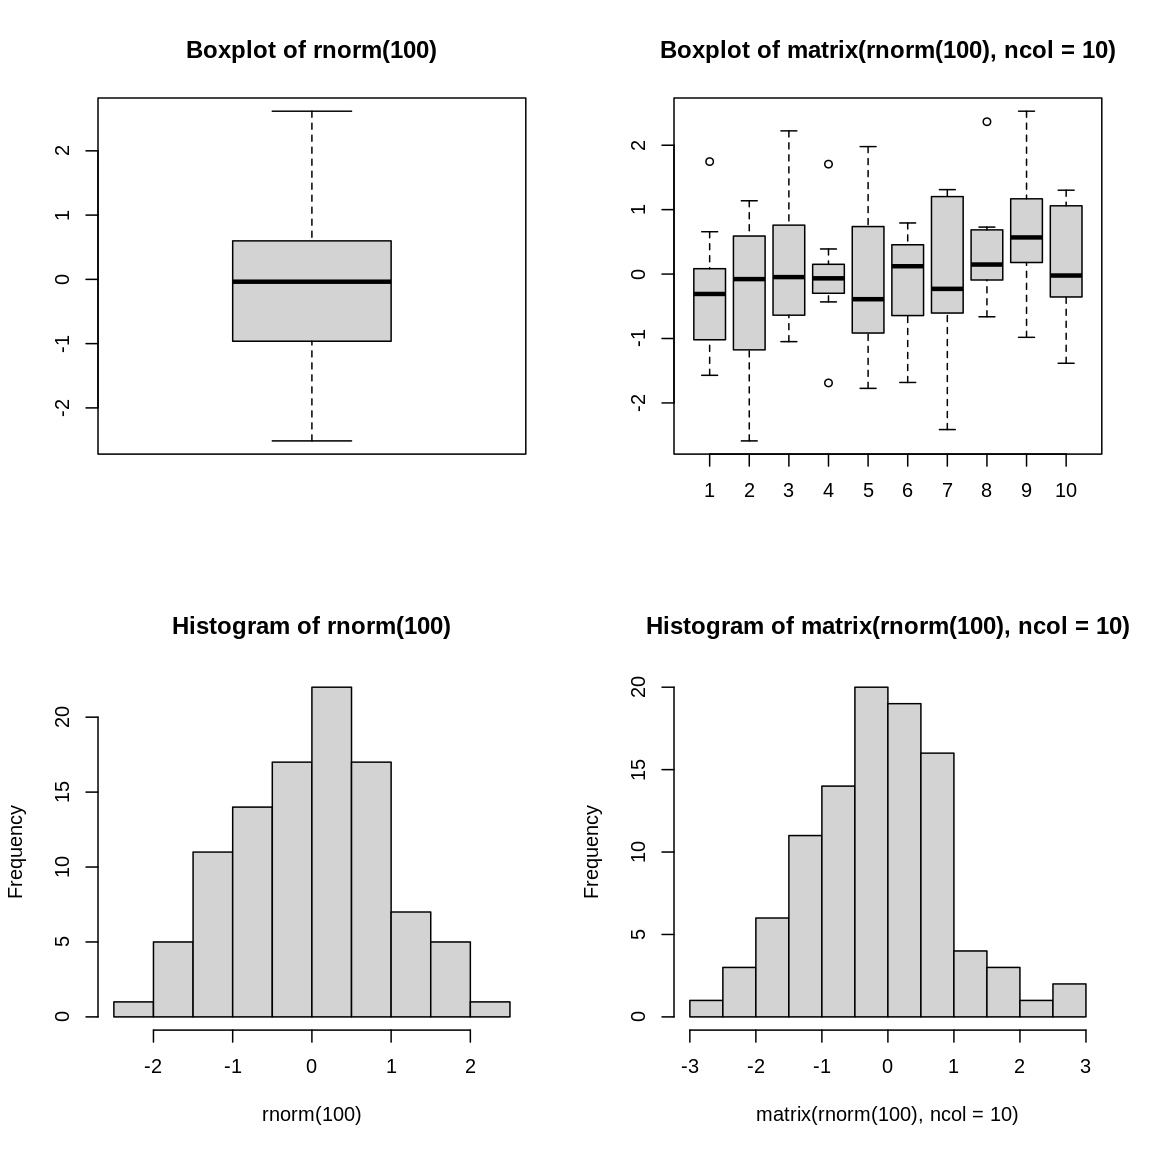 Boxplot of rnorm(100)
2
1
0
-1
-2
Boxplot of matrix(rnorm(100), ncol = 10)
2
1
0
-1
-2
1 2 3 4 5 6 7 8 9 10
Histogram of rnorm(100)
Frequency
20
15
10
5
0
-2 -1 0 1 2
rnorm(100)
Histogram of matrix(rnorm(100), ncol = 10)
Frequency
20
15
10
5
0
-3 -2 -1 0 1 2 3
matrix(rnorm(100), ncol = 10)